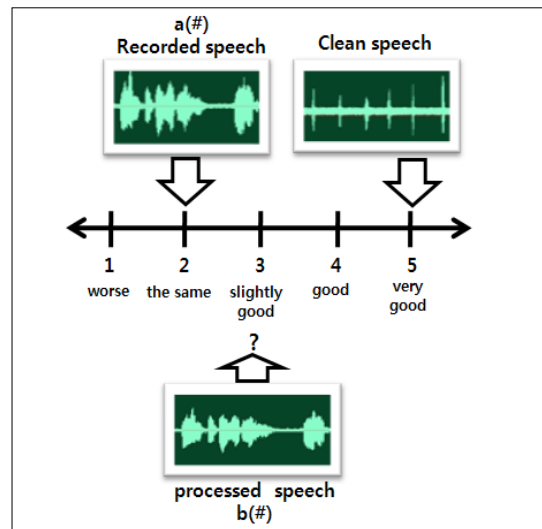 a(#)
Recorded speech
Clean speech
1 2 3 4 5
worse the same slightly good good very good
?
processed speech
b(#)